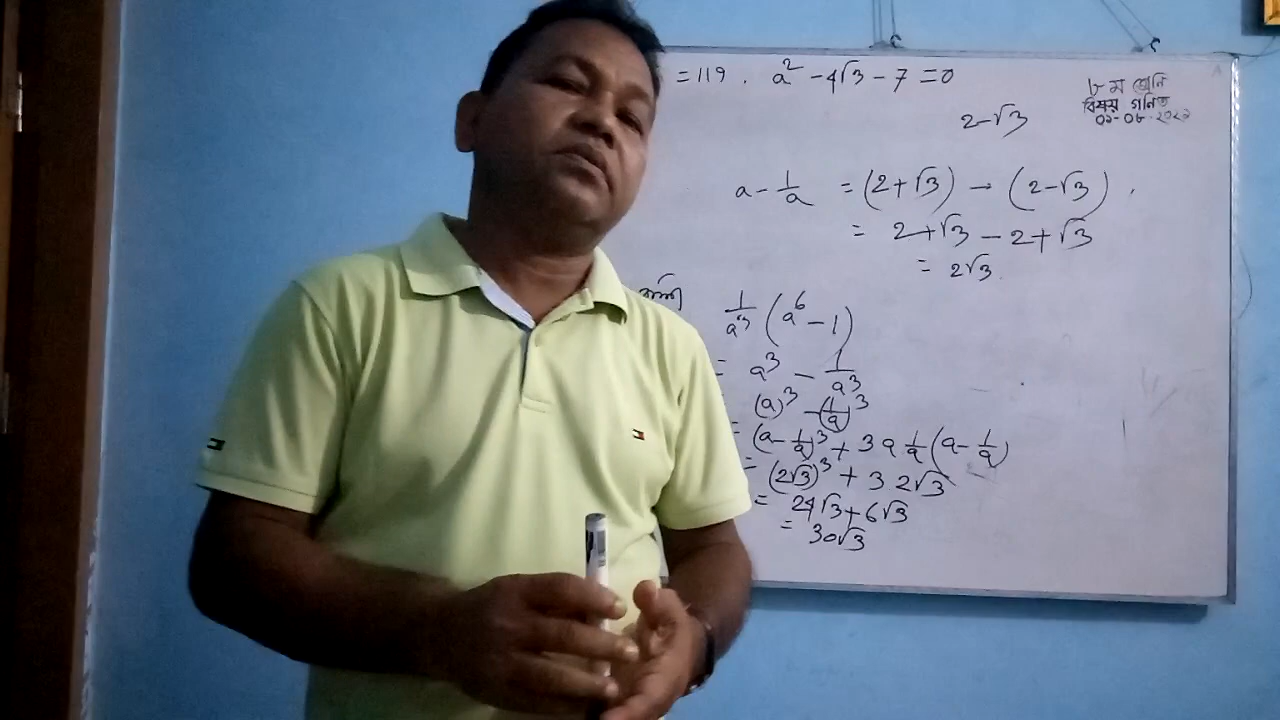 = 119 . a² - 4√3 - 7 = 0
৮ম শ্রেনি
বিষয় গনিত
2-√3
a - 1/a = (2+√3) - (2-√3)
= 2+√3 - 2+√3
= 2√3
1/a³ (a⁶ - 1)
= a³ - 1/a³
(a)³ - (1/a)³
= (a - 1/a)³ + 3 a 1/a (a - 1/a)
= (2√3)³ + 3 2√3
= 24√3 + 6√3
= 30√3